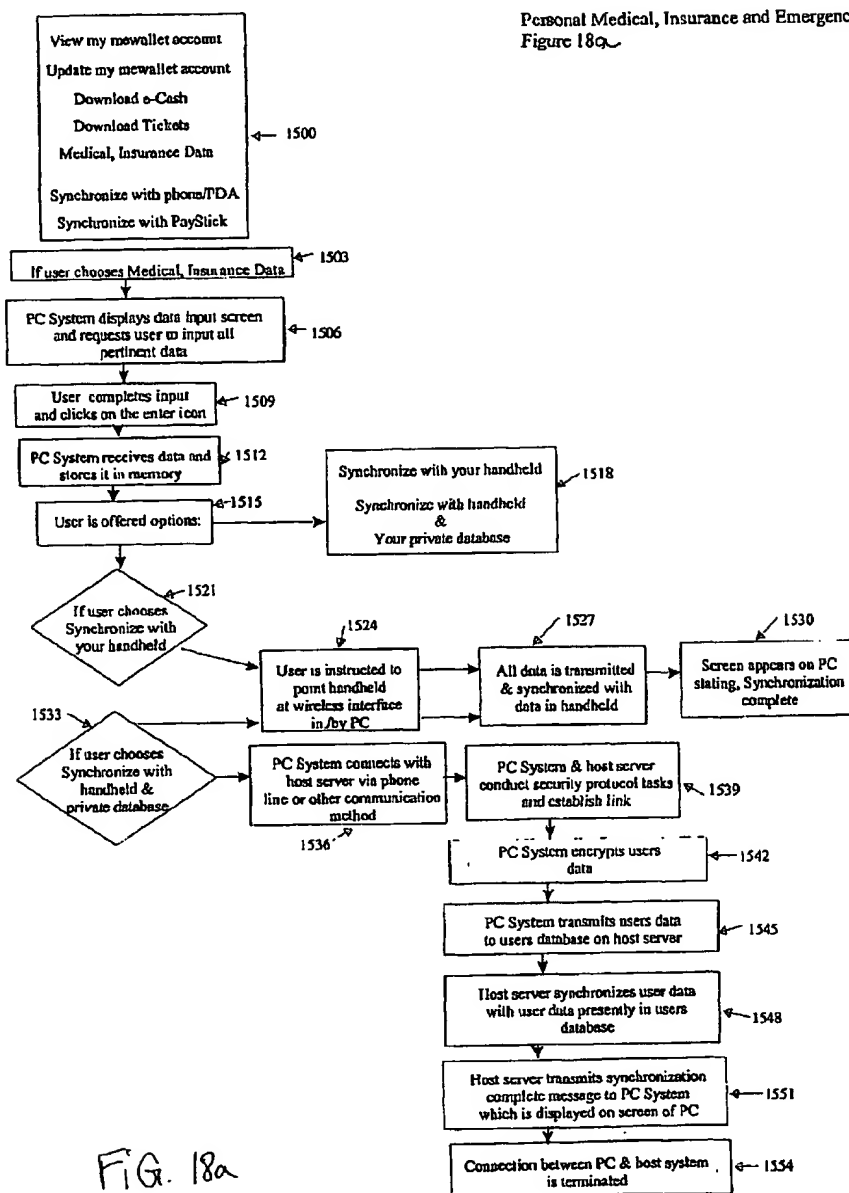 Personal Medical, Insurance and Emergenc
Figure 18a
View my mewallet account
Update my mewallet account
Download e-Cash
Download Tickets
Medical, Insurance Data
Synchronize with phone/PDA
Synchronize with PayStick
1500
1503
If user chooses Medical, Insurance Data
PC System displays data input screen
and requests user to input all
pertinent data
1506
User completes input
and clicks on the enter icon
1509
PC System receives data and
stores it in memory
1512
1515
User is offered options:
Synchronize with your handheld
Synchronize with handheld
&
Your private database
1518
1521
If user chooses
Synchronize with
your handheld
1524
User is instructed to
point handheld
at wireless interface
in/by PC
1527
All data is transmitted
& synchronized with
data in handheld
1530
Screen appears on PC
stating, Synchronization
complete
1533
If user chooses
Synchronize with
handheld &
private database
PC System connects with
host server via phone
line or other communication
method
1536
PC System & host server
conduct security protocol tasks
and establish link
1539
PC System encrypts users
data
1542
PC System transmits users data
to users database on host server
1545
Host server synchronizes user data
with user data presently in users
database
1548
Host server transmits synchronization
complete message to PC System
which is displayed on screen of PC
1551
Connection between PC & host system
is terminated
1554
FIG. 18a